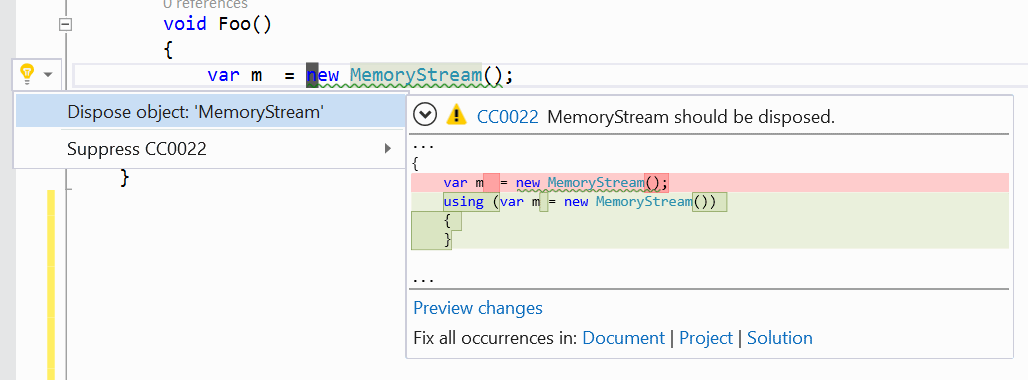 0 references
void Foo()
{
var m  = new MemoryStream();
Dispose object: 'MemoryStream'
Suppress CC0022
}
CC0022 MemoryStream should be disposed.
...
{
var m  = new MemoryStream();
using (var m = new MemoryStream())
{
}
...
Preview changes
Fix all occurrences in: Document | Project | Solution